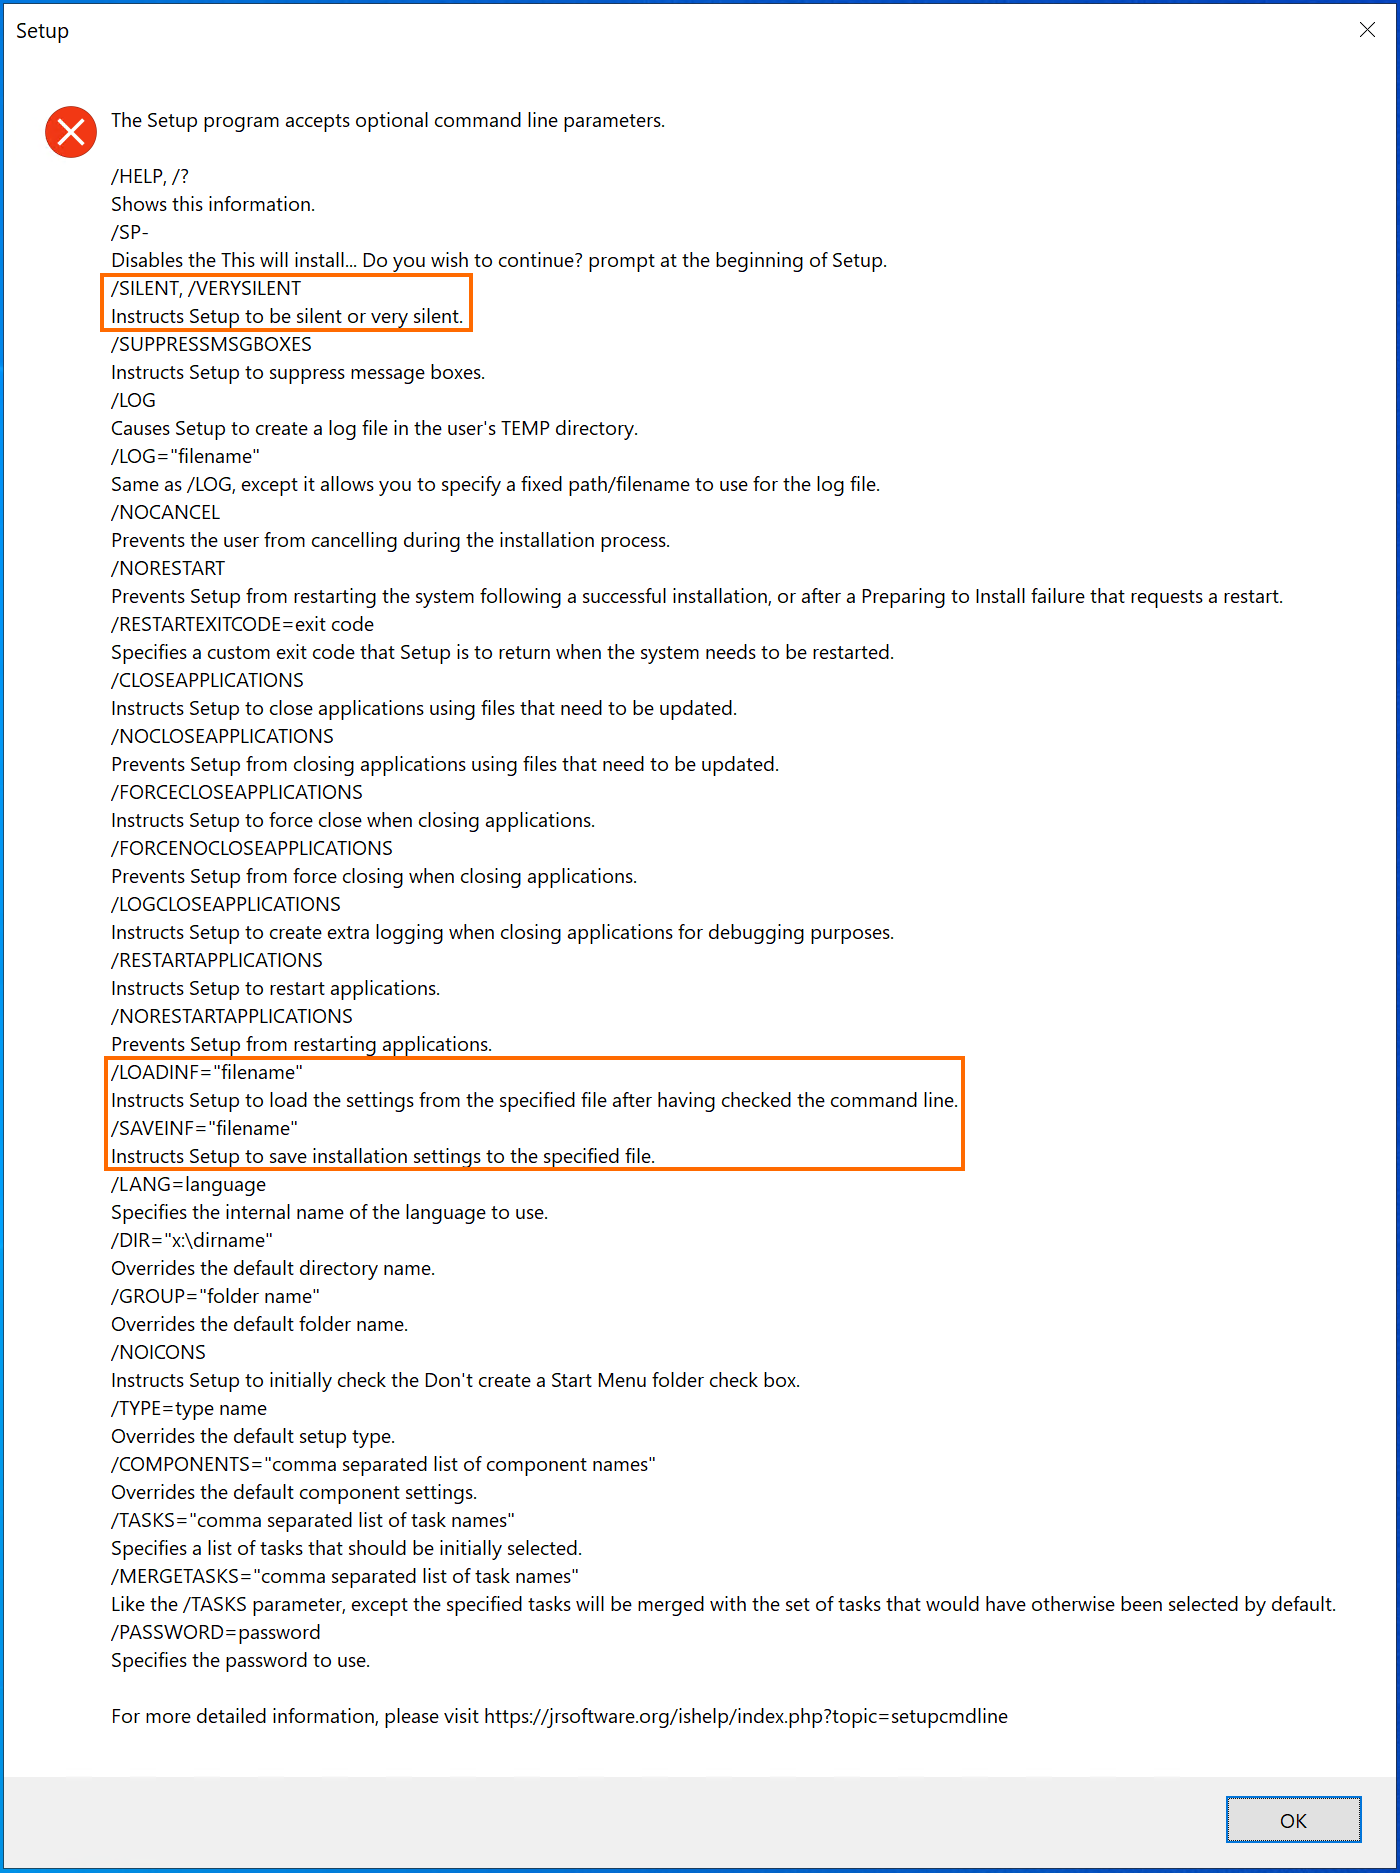 Setup
The Setup program accepts optional command line parameters.
/HELP, /?
Shows this information.
/SP-
Disables the This will install... Do you wish to continue? prompt at the beginning of Setup.
/SILENT, /VERYSILENT
Instructs Setup to be silent or very silent.
/SUPPRESSMSGBOXES
Instructs Setup to suppress message boxes.
/LOG
Causes Setup to create a log file in the user's TEMP directory.
/LOG="filename"
Same as /LOG, except it allows you to specify a fixed path/filename to use for the log file.
/NOCANCEL
Prevents the user from cancelling during the installation process.
/NORESTART
Prevents Setup from restarting the system following a successful installation, or after a Preparing to Install failure that requests a restart.
/RESTARTEXITCODE=exit code
Specifies a custom exit code that Setup is to return when the system needs to be restarted.
/CLOSEAPPLICATIONS
Instructs Setup to close applications using files that need to be updated.
/NOCLOSEAPPLICATIONS
Prevents Setup from closing applications using files that need to be updated.
/FORCECLOSEAPPLICATIONS
Instructs Setup to force close when closing applications.
/FORCENOCLOSEAPPLICATIONS
Prevents Setup from force closing when closing applications.
/LOGCLOSEAPPLICATIONS
Instructs Setup to create extra logging when closing applications for debugging purposes.
/RESTARTAPPLICATIONS
Instructs Setup to restart applications.
/NORESTARTAPPLICATIONS
Prevents Setup from restarting applications.
/LOADINF="filename"
Instructs Setup to load the settings from the specified file after having checked the command line.
/SAVEINF="filename"
Instructs Setup to save installation settings to the specified file.
/LANG=language
Specifies the internal name of the language to use.
/DIR="x:\dirname"
Overrides the default directory name.
/GROUP="folder name"
Overrides the default folder name.
/NOICONS
Instructs Setup to initially check the Don't create a Start Menu folder check box.
/TYPE=type name
Overrides the default setup type.
/COMPONENTS="comma separated list of component names"
Overrides the default component settings.
/TASKS="comma separated list of task names"
Specifies a list of tasks that should be initially selected.
/MERGETASKS="comma separated list of task names"
Like the /TASKS parameter, except the specified tasks will be merged with the set of tasks that would have otherwise been selected by default.
/PASSWORD=password
Specifies the password to use.
For more detailed information, please visit https://jrsoftware.org/ishelp/index.php?topic=setupcmdline
OK